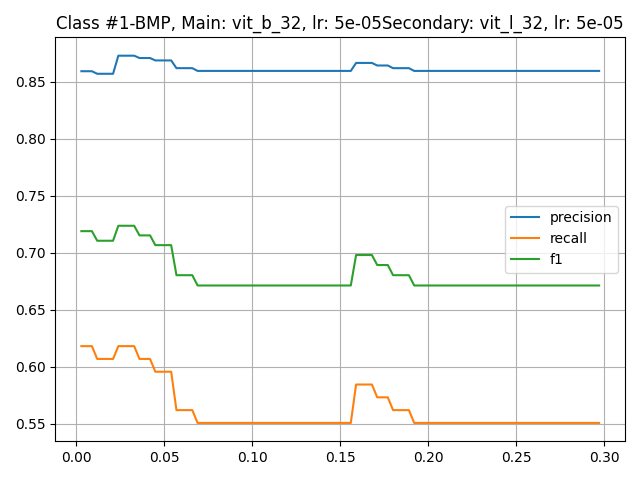 Class #1-BMP, Main: vit_b_32, lr: 5e-05Secondary: vit_l_32, lr: 5e-05
0.85
0.80
0.75
0.70
0.65
0.60
0.55
precision
recall
f1
0.00 0.05 0.10 0.15 0.20 0.25 0.30